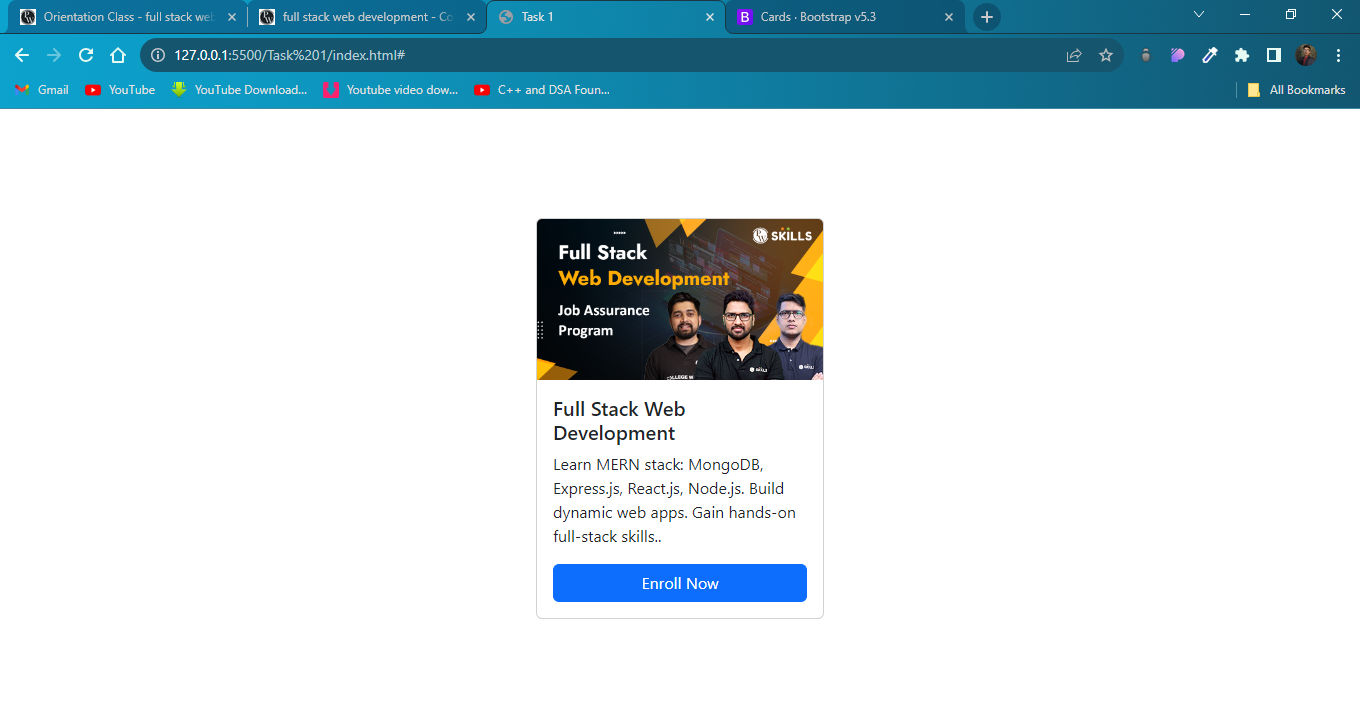 Orientation Class - full stack we
full stack web development - Co
Task 1
B Cards · Bootstrap v5.3
127.0.0.1:5500/Task%201/index.html#
Gmail
YouTube
YouTube Download...
Youtube video dow...
C++ and DSA Foun...
All Bookmarks
SKILLS
Full Stack
Web Development
Job Assurance
Program
Full Stack Web
Development
Learn MERN stack: MongoDB,
Express.js, React.js, Node.js. Build
dynamic web apps. Gain hands-on
full-stack skills..
Enroll Now